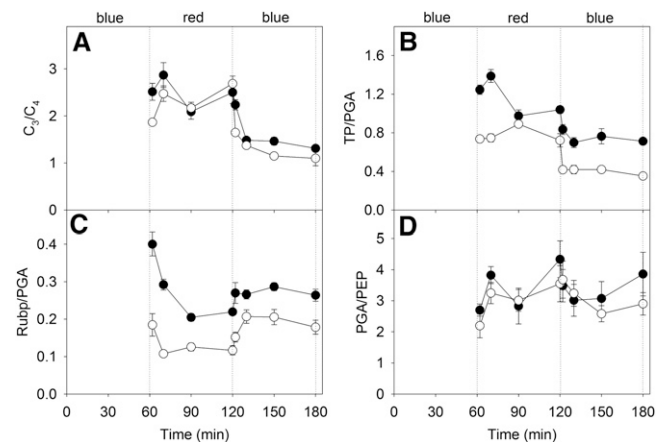 blue red blue blue red blue
A B
3 1.6
2 1.2
1 0.8
0 0.4
0.0
C₃/C₄ TP/PGA
C D
0.4 5
0.3 4
0.2 3
0.1 2
0.0 1
0
Rubp/PGA PGA/PEP
0 30 60 90 120 150 180 0 30 60 90 120 150 180
Time (min) Time (min)